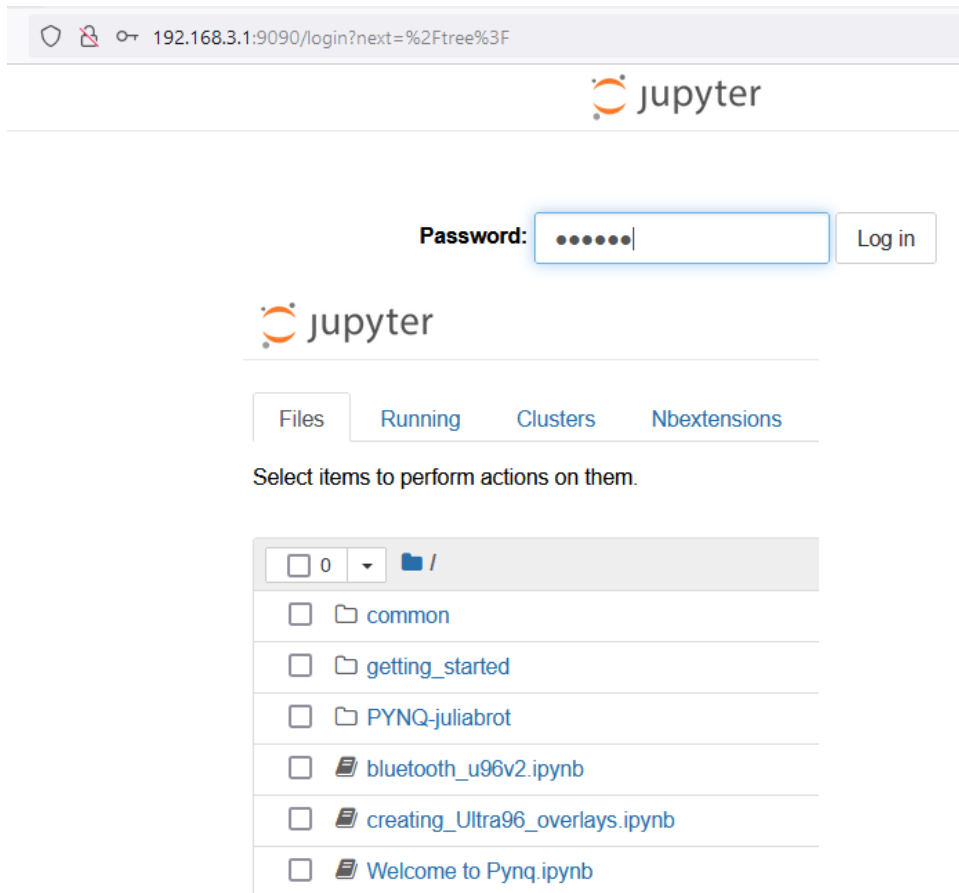 192.168.3.1:9090/login?next=%2Ftree%3F
jupyter
Password: •••••• Log in
jupyter
Files Running Clusters Nbextensions
Select items to perform actions on them.
0 /
common
getting_started
PYNQ-juliabrot
bluetooth_u96v2.ipynb
creating_Ultra96_overlays.ipynb
Welcome to Pynq.ipynb